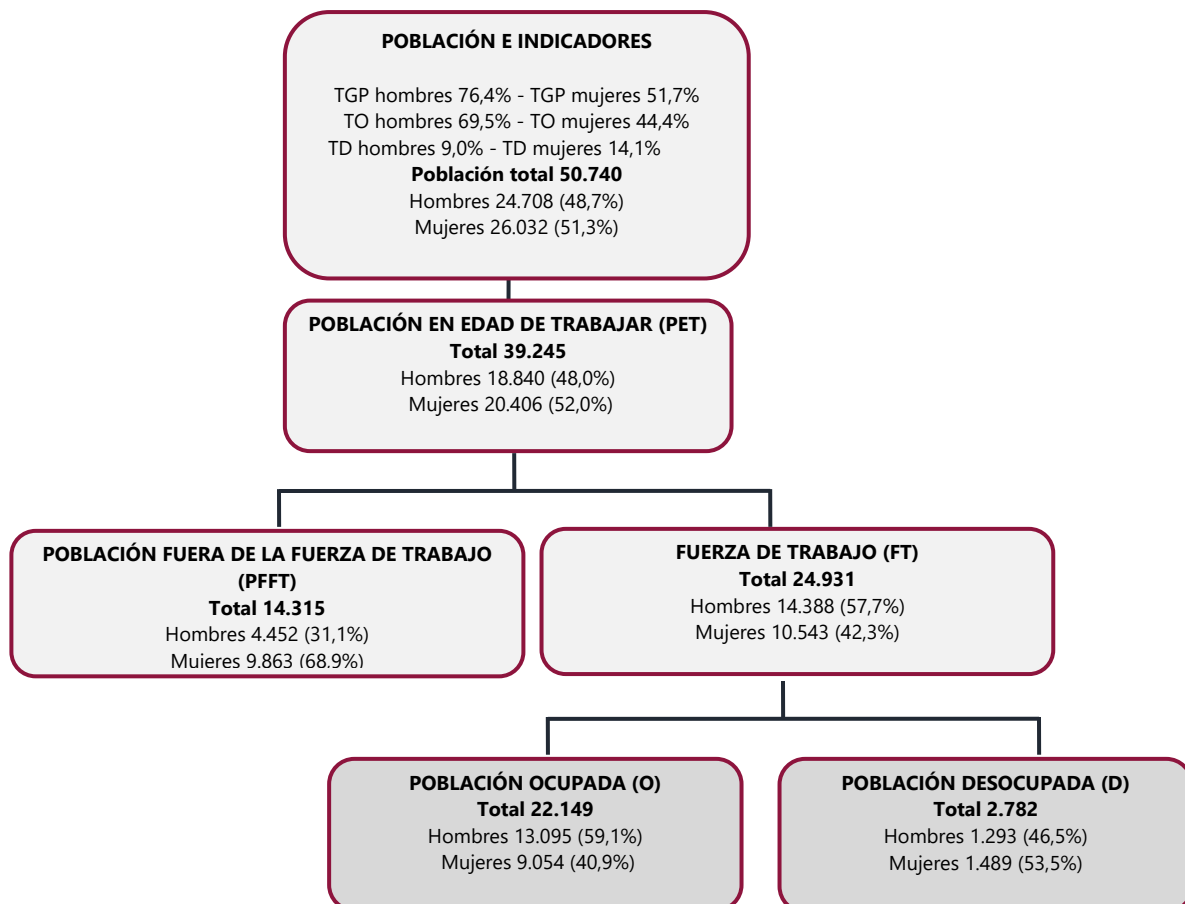 POBLACIÓN E INDICADORES
TGP hombres 76,4% - TGP mujeres 51,7%
TO hombres 69,5% - TO mujeres 44,4%
TD hombres 9,0% - TD mujeres 14,1%
Población total 50.740
Hombres 24.708 (48,7%)
Mujeres 26.032 (51,3%)
POBLACIÓN EN EDAD DE TRABAJAR (PET)
Total 39.245
Hombres 18.840 (48,0%)
Mujeres 20.406 (52,0%)
POBLACIÓN FUERA DE LA FUERZA DE TRABAJO
(PFFT)
Total 14.315
Hombres 4.452 (31,1%)
Mujeres 9.863 (68,9%)
FUERZA DE TRABAJO (FT)
Total 24.931
Hombres 14.388 (57,7%)
Mujeres 10.543 (42,3%)
POBLACIÓN OCUPADA (O)
Total 22.149
Hombres 13.095 (59,1%)
Mujeres 9.054 (40,9%)
POBLACIÓN DESOCUPADA (D)
Total 2.782
Hombres 1.293 (46,5%)
Mujeres 1.489 (53,5%)